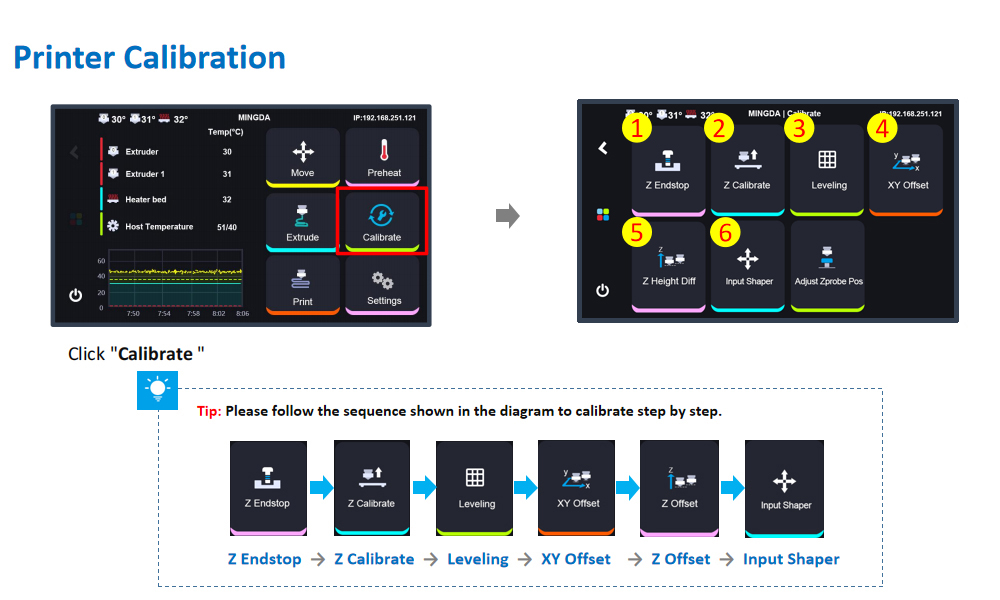 Printer Calibration
30° 31° 32° MINGDA IP:192.168.251.121
Temp(°C)
Extruder 30
Extruder 1 31
Heater bed 32
Host Temperature 51/40
60
40
20
0
7:50 7:54 7:58 8:02 8:06
Move Preheat
Extrude Calibrate
Print Settings
31° MINGDA | Calibrate IP:192.168.251.121
1 2 3 4
Z Endstop Z Calibrate Leveling XY Offset
5 6
Z Height Diff Input Shaper Adjust Zprobe Pos
Click "Calibrate "
Tip: Please follow the sequence shown in the diagram to calibrate step by step.
Z Endstop Z Calibrate Leveling XY Offset Z Offset Input Shaper
Z Endstop → Z Calibrate → Leveling → XY Offset → Z Offset → Input Shaper